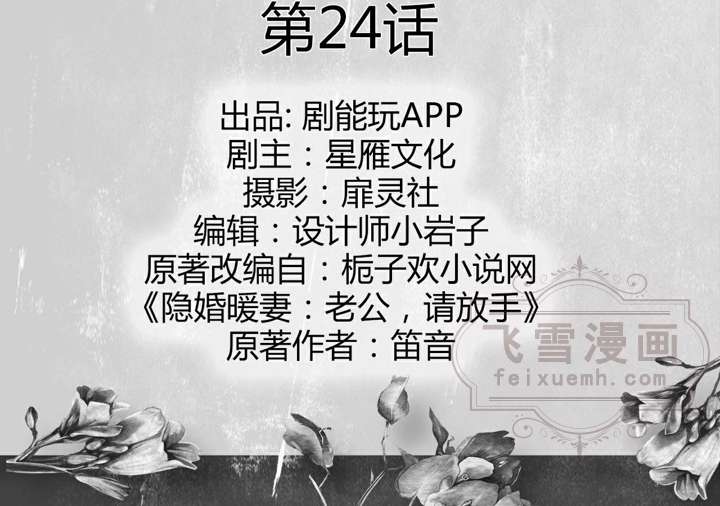 第24话
出品: 剧能玩APP
剧主：星雁文化
摄影：扉灵社
编辑：设计师小岩子
原著改编自：栀子欢小说网
《隐婚暖妻：老公，请放手》
原著作者：笛音
飞雪漫画
feixuemh.com